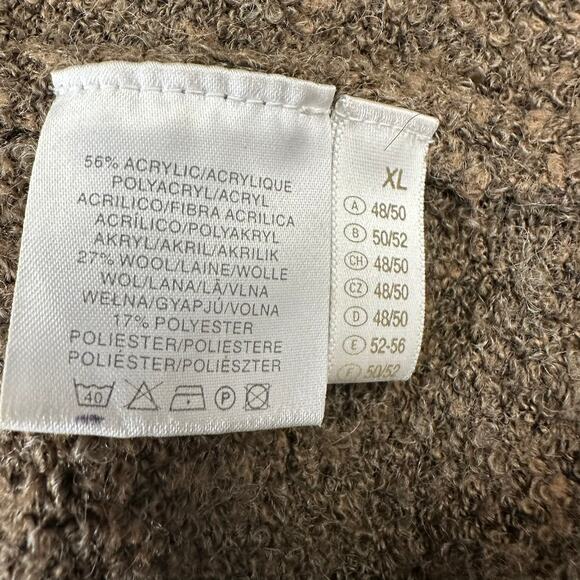 56% ACRYLIC/ACRYLIQUE
POLYACRYL/ACRYL
ACRILICO/FIBRA ACRILICA
ACRÍLICO/POLYAKRYL
AKRYL/AKRIL/AKRILIK
27% WOOL/LAINE/WOLLE
WOL/LANA/LÃ/VLNA
WEŁNA/GYAPJÚ/VOLNA
17% POLYESTER
POLIESTER/POLIESTERE
POLIÉSTER/POLIÉSZTER
40 P
XL
A 48/50
B 50/52
CH 48/50
CZ 48/50
D 48/50
E 52-56
F 50/52